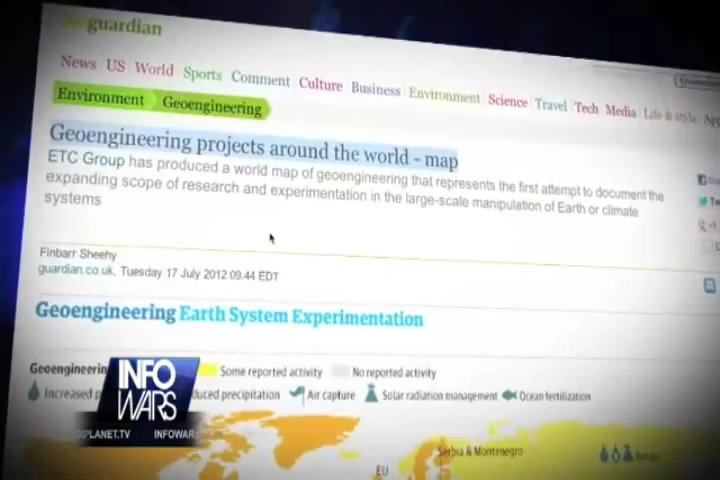 guardian
News US World Sports Comment Culture Business Environment Science Travel Tech Media Life & style
Environment Geoengineering
Geoengineering projects around the world - map
ETC Group has produced a world map of geoengineering that represents the first attempt to document the
expanding scope of research and experimentation in the large-scale manipulation of Earth or climate
systems
Finbarr Sheehy
guardian.co.uk, Tuesday 17 July 2012 09.44 EDT
Geoengineering Earth System Experimentation
Some reported activity No reported activity
Increased Air capture Solar radiation management Ocean fertilization
precipitation
INFO
WARS
PLANET.TV INFOWAR
Serbia & Montenegro
EU